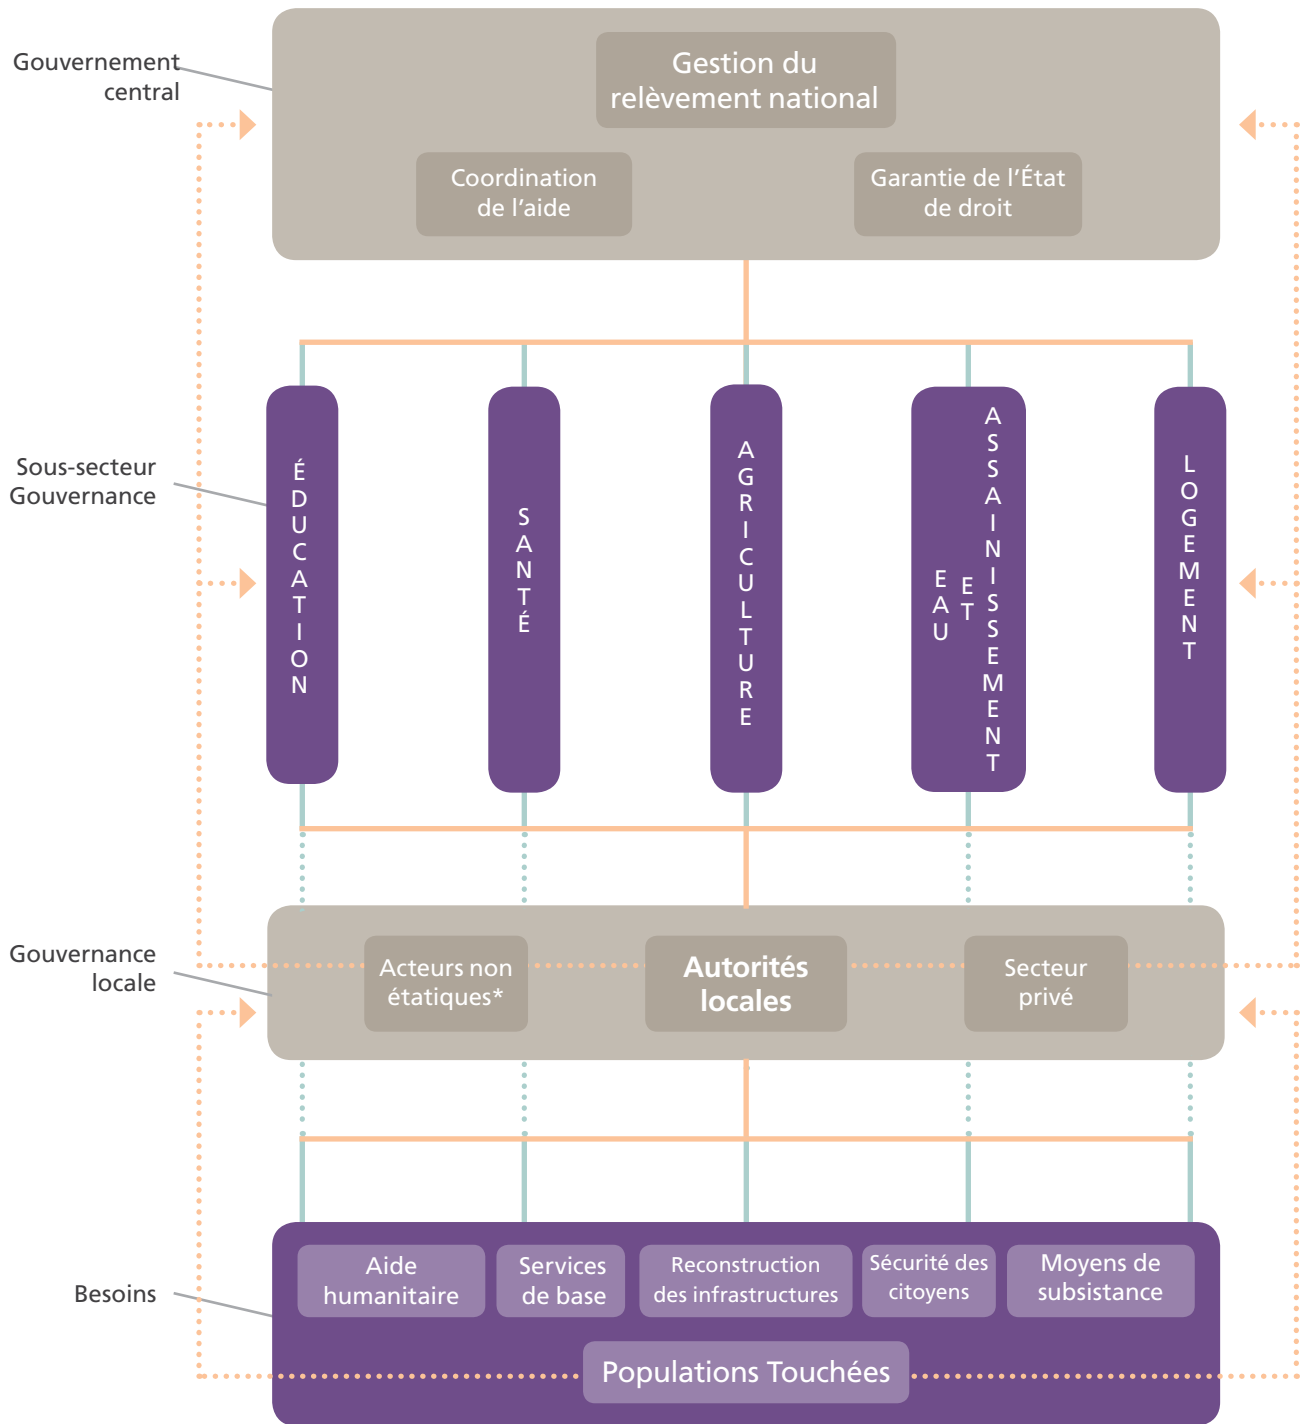 Gouvernement
central
Gestion du
relèvement national
Coordination
de l'aide
Garantie de l'État
de droit
Sous-secteur
Gouvernance
ÉDUCATION
SANTÉ
AGRICULTURE
EAU
ET
ASSAINISSEMENT
LOGEMENT
Gouvernance
locale
Acteurs non
étatiques*
Autorités
locales
Secteur
privé
Besoins
Aide
humanitaire
Services
de base
Reconstruction
des infrastructures
Sécurité des
citoyens
Moyens de
subsistance
Populations Touchées